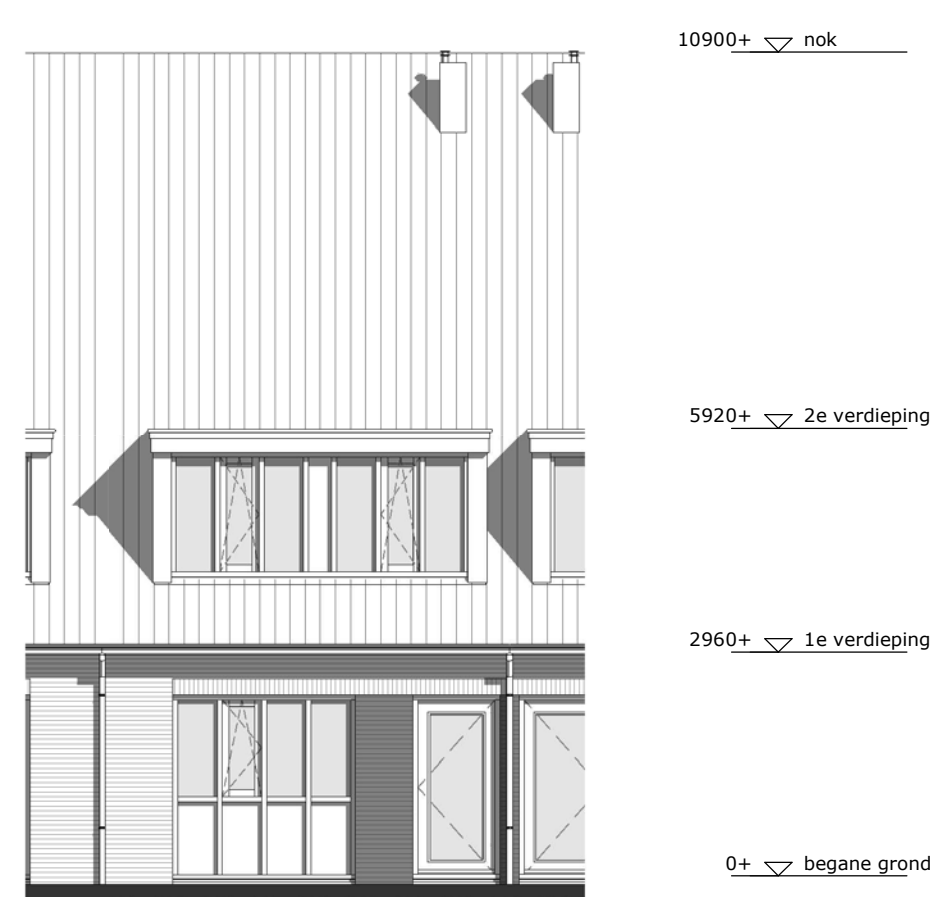 10900+ nok
5920+ 2e verdieping
2960+ 1e verdieping
0+ begane grond